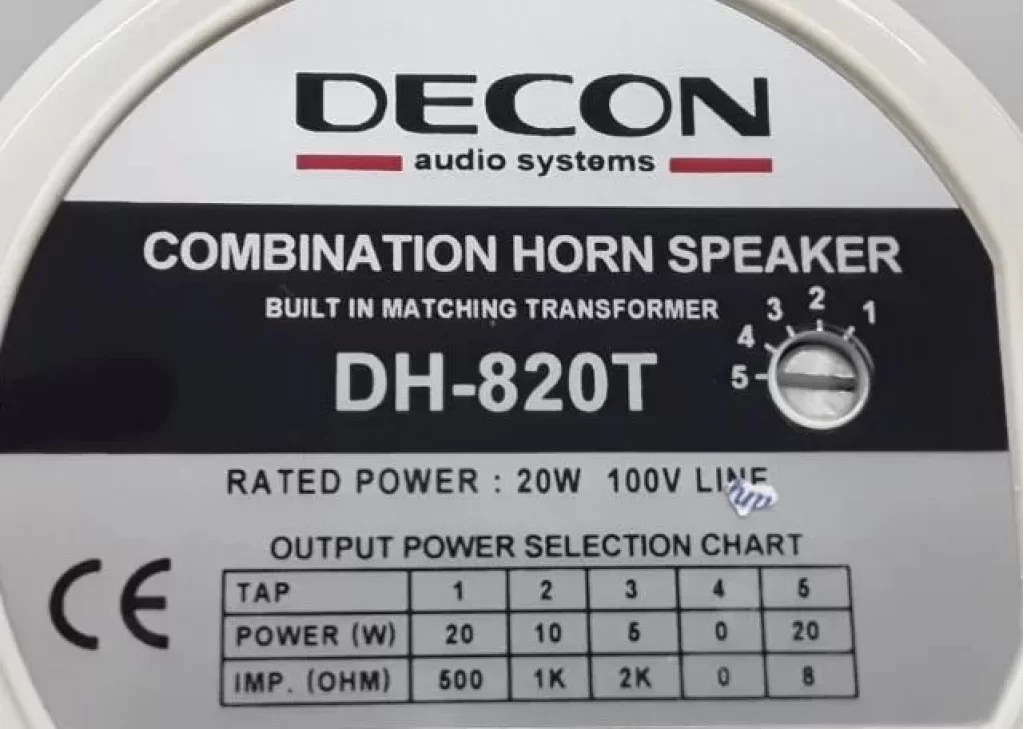 DECON
audio systems
COMBINATION HORN SPEAKER
BUILT IN MATCHING TRANSFORMER
DH-820T
1
2
3
4
5
RATED POWER : 20W 100V LINE
OUTPUT POWER SELECTION CHART
TAP 1 2 3 4 5
POWER (W) 20 10 5 0 20
IMP. (OHM) 500 1K 2K 0 8
CE